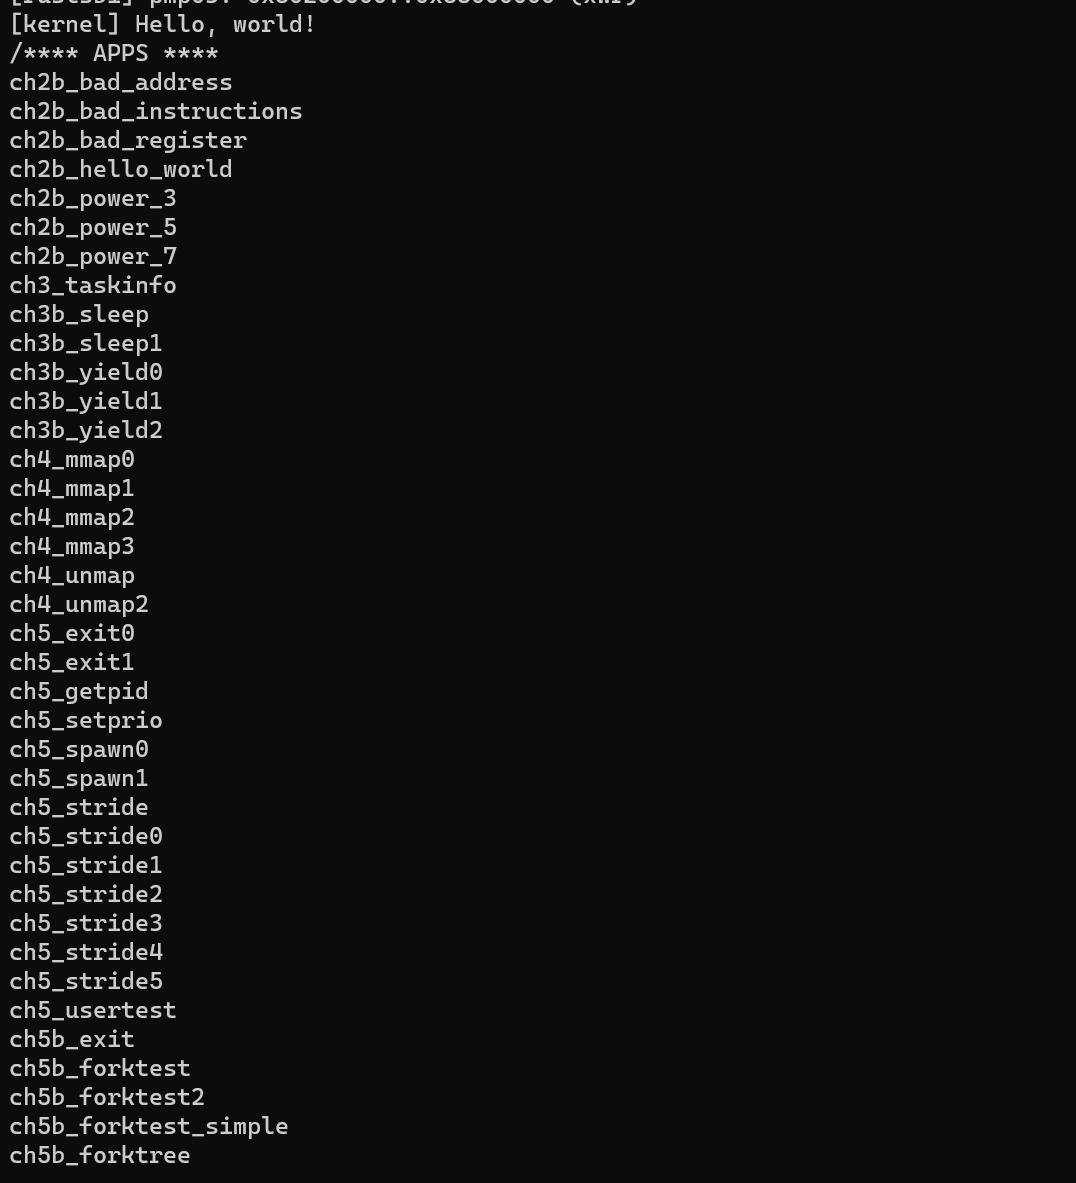 [kernel] Hello, world!
/**** APPS ****
ch2b_bad_address
ch2b_bad_instructions
ch2b_bad_register
ch2b_hello_world
ch2b_power_3
ch2b_power_5
ch2b_power_7
ch3_taskinfo
ch3b_sleep
ch3b_sleep1
ch3b_yield0
ch3b_yield1
ch3b_yield2
ch4_mmap0
ch4_mmap1
ch4_mmap2
ch4_mmap3
ch4_unmap
ch4_unmap2
ch5_exit0
ch5_exit1
ch5_getpid
ch5_setprio
ch5_spawn0
ch5_spawn1
ch5_stride
ch5_stride0
ch5_stride1
ch5_stride2
ch5_stride3
ch5_stride4
ch5_stride5
ch5_usertest
ch5b_exit
ch5b_forktest
ch5b_forktest2
ch5b_forktest_simple
ch5b_forktree